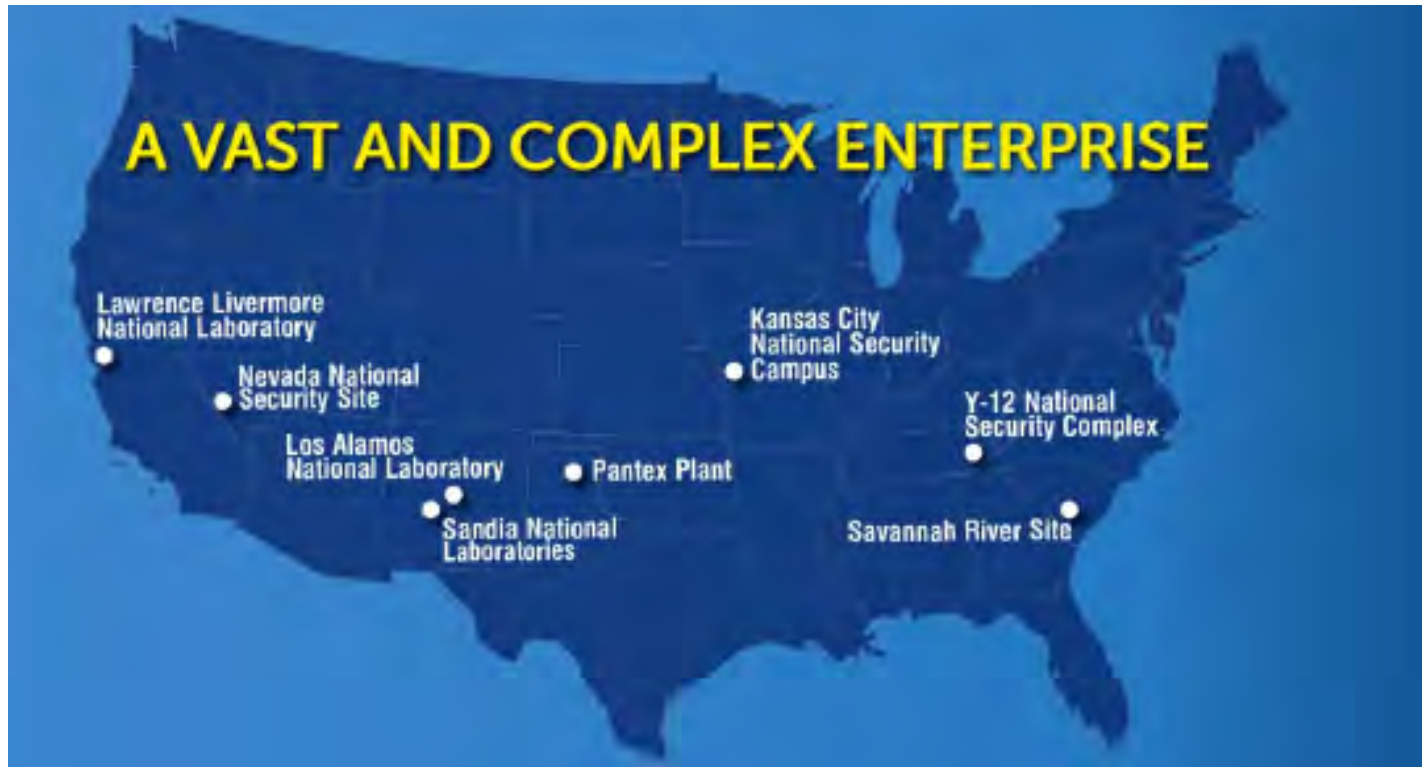 A VAST AND COMPLEX ENTERPRISE
Lawrence Livermore
National Laboratory
Nevada National
Security Site
Los Alamos
National Laboratory
Sandia National
Laboratories
Pantex Plant
Kansas City
National Security
Campus
Y-12 National
Security Complex
Savannah River Site